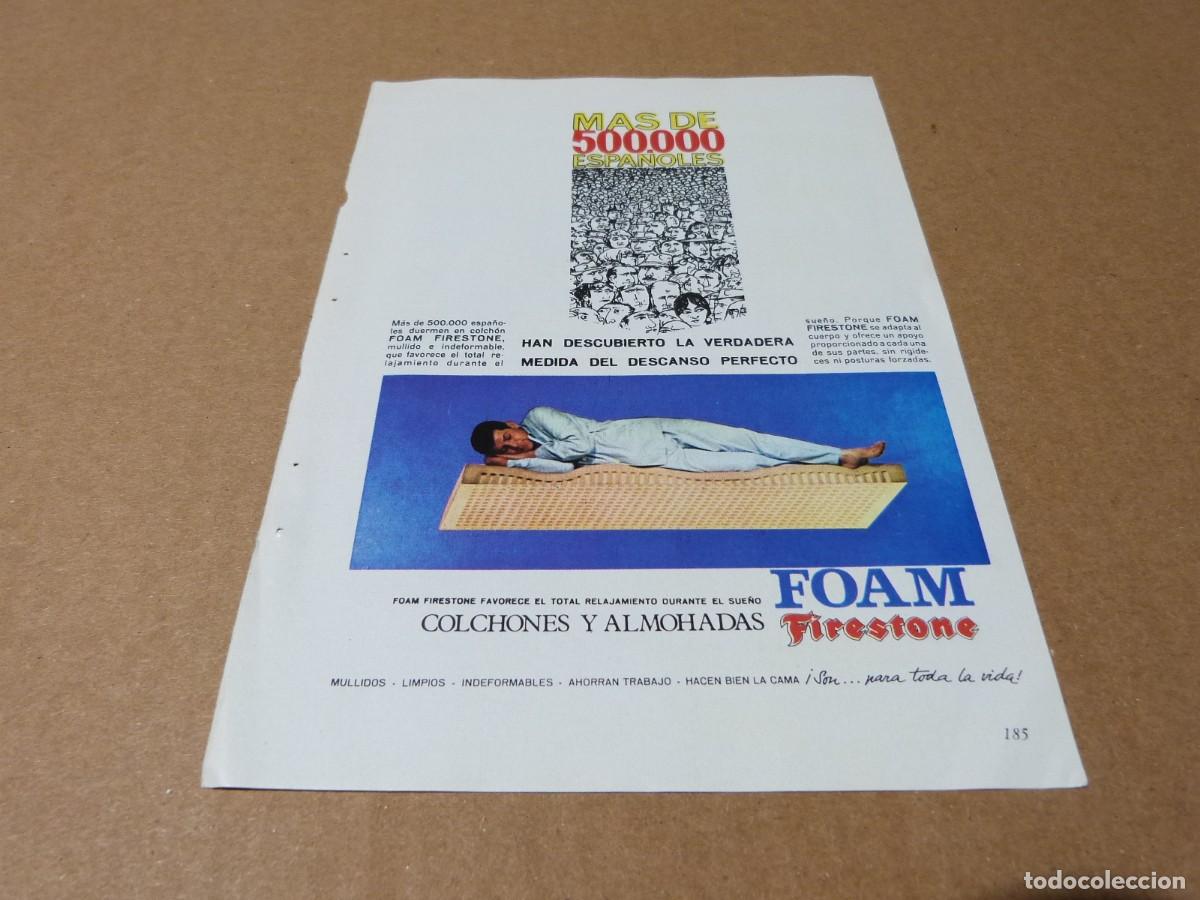 MAS DE
500.000
ESPAÑOLES
Más de 500.000 españo-
les duermen en colchón
FOAM FIRESTONE,
mullido e indeformable,
que favorece el total re-
lajamiento durante el
HAN DESCUBIERTO LA VERDADERA
MEDIDA DEL DESCANSO PERFECTO
sueño. Porque FOAM
FIRESTONE se adapta al
cuerpo y ofrece un apoyo
proporcionado a cada una
de sus partes, sin rigide-
ces ni posturas forzadas.
FOAM FIRESTONE FAVORECE EL TOTAL RELAJAMIENTO DURANTE EL SUEÑO
COLCHONES Y ALMOHADAS
FOAM
Firestone
MULLIDOS - LIMPIOS - INDEFORMABLES - AHORRAN TRABAJO - HACEN BIEN LA CAMA ¡Son... para toda la vida!
185
todocoleccion